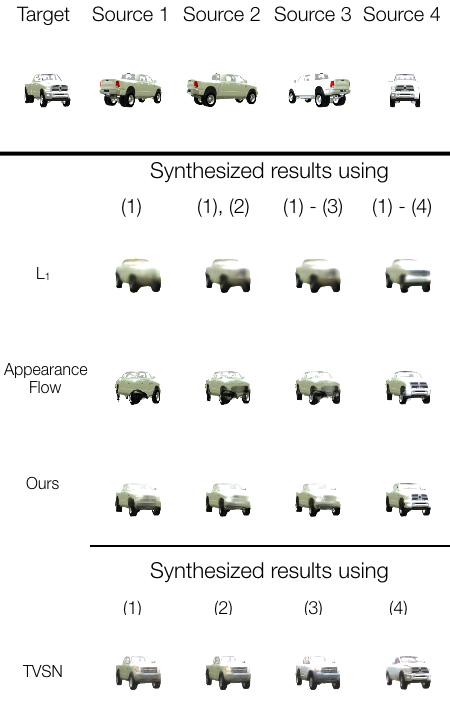 Target Source 1 Source 2 Source 3 Source 4
Synthesized results using
(1) (1), (2) (1) - (3) (1) - (4)
L₁
Appearance
Flow
Ours
Synthesized results using
(1) (2) (3) (4)
TVSN